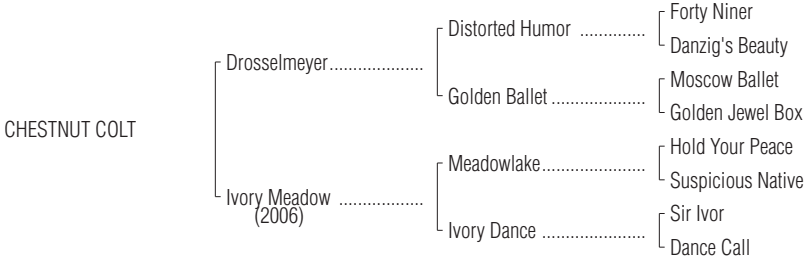 Forty Niner
Distorted Humor ..............
Danzig's Beauty
Drosselmeyer....................
Moscow Ballet
Golden Ballet ....................
Golden Jewel Box
CHESTNUT COLT
Hold Your Peace
Meadowlake......................
Suspicious Native
Ivory Meadow ..................
(2006)
Sir Ivor
Ivory Dance ......................
Dance Call